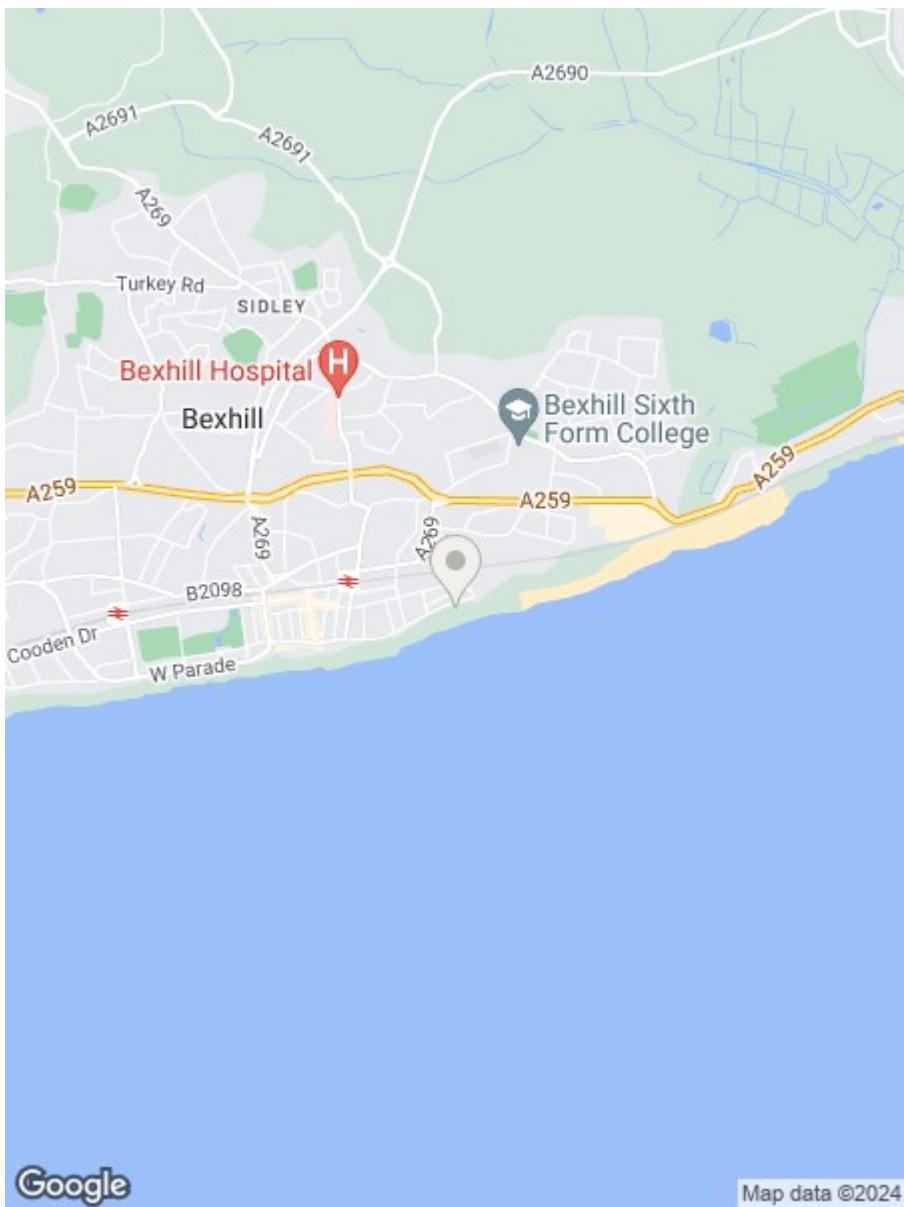 A2690
A2691
A2691
A269
Turkey Rd
SIDLEY
Bexhill Hospital
H
Bexhill
Bexhill Sixth
Form College
A259
A259
A259
A269
A269
B2098
Cooden Dr
W Parade
Google
Map data ©2024